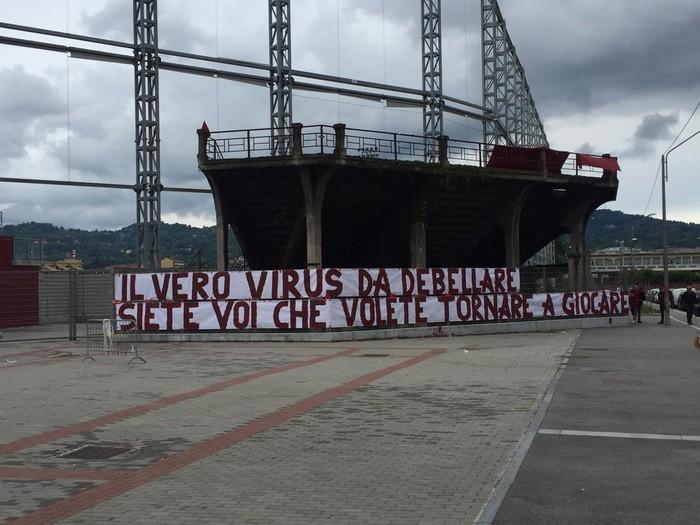 IL VERO VIRUS DA DEBELLARE
SIETE VOI CHE VOLETE TORNARE A GIOCARE